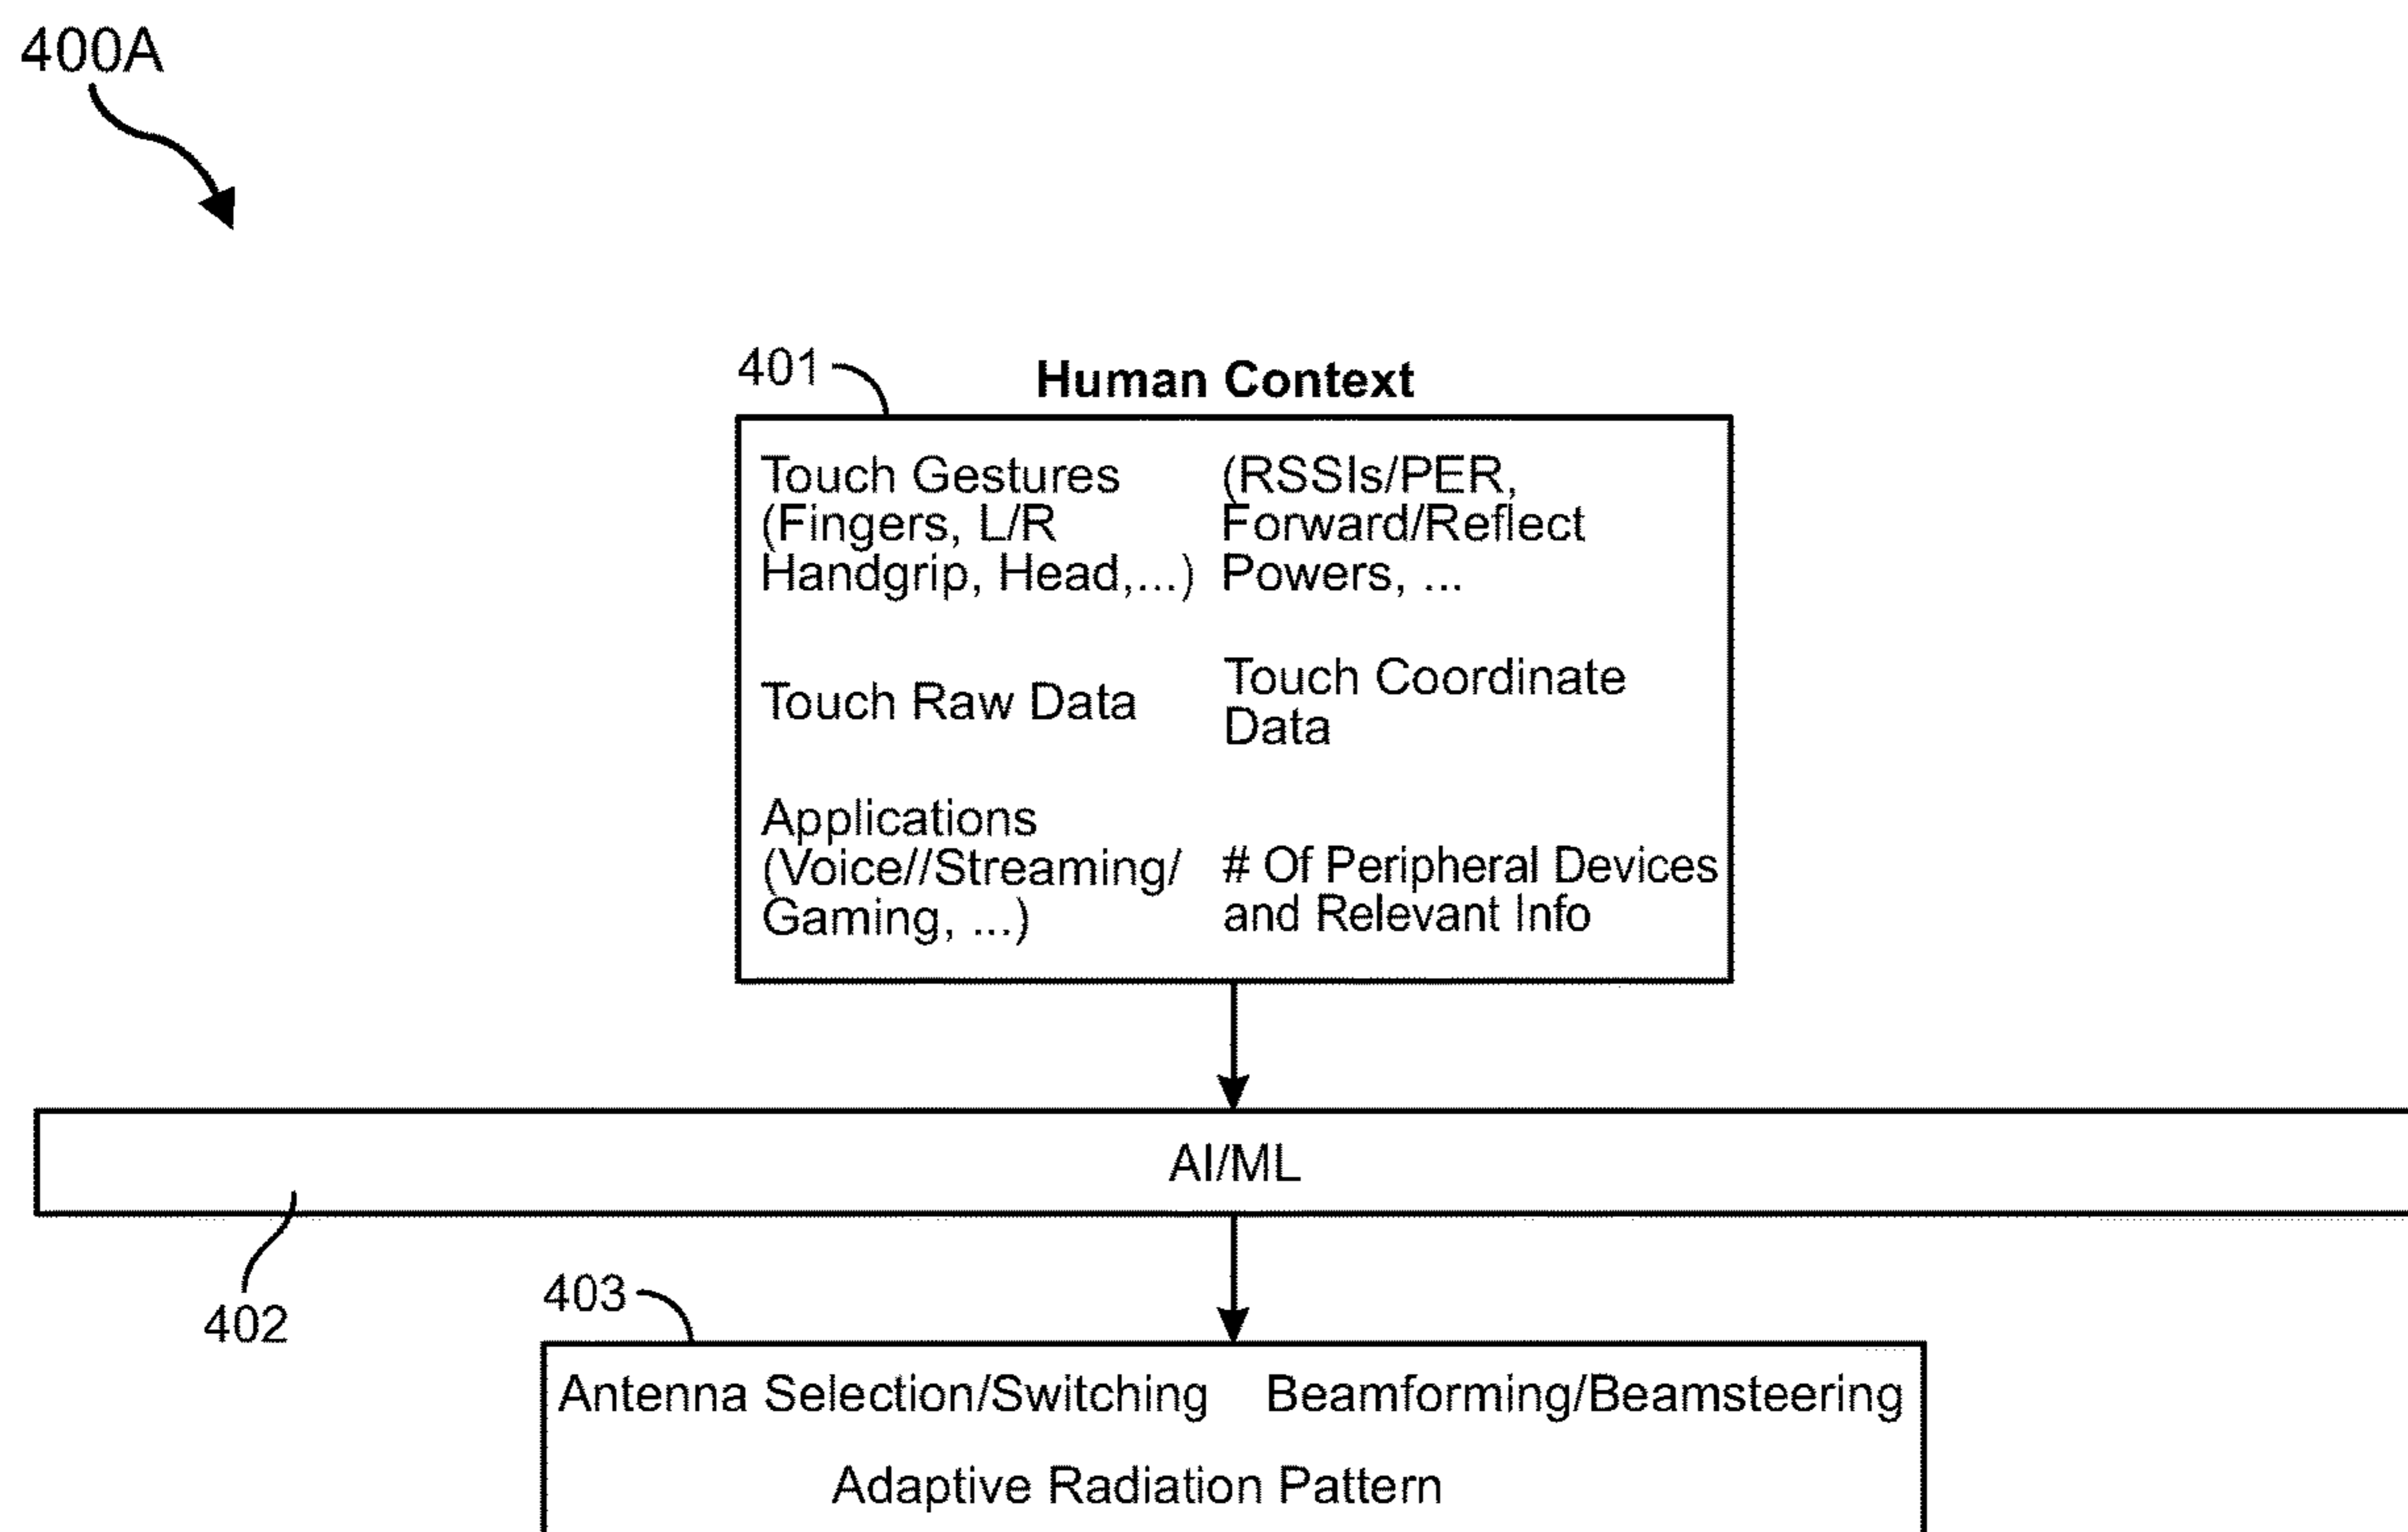 400A
401
Human Context
Touch Gestures
(Fingers, L/R
Handgrip, Head,...)
(RSSIs/PER,
Forward/Reflect
Powers, ...
Touch Raw Data
Touch Coordinate
Data
Applications
(Voice//Streaming/
Gaming, ...)
# Of Peripheral Devices
and Relevant Info
AI/ML
402
403
Antenna Selection/Switching
Beamforming/Beamsteering
Adaptive Radiation Pattern